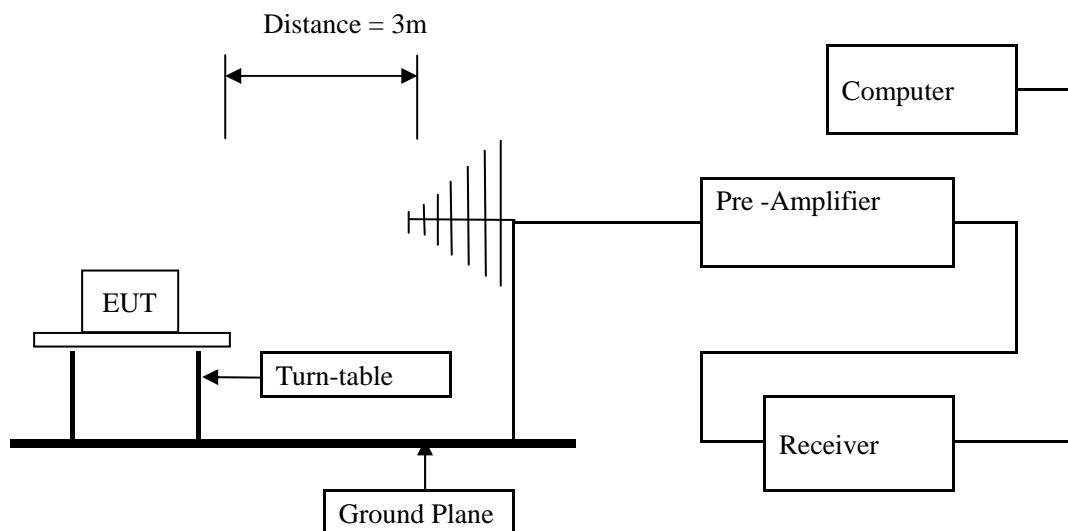 Distance = 3m
Computer
Pre -Amplifier
EUT
Turn-table
Receiver
Ground Plane